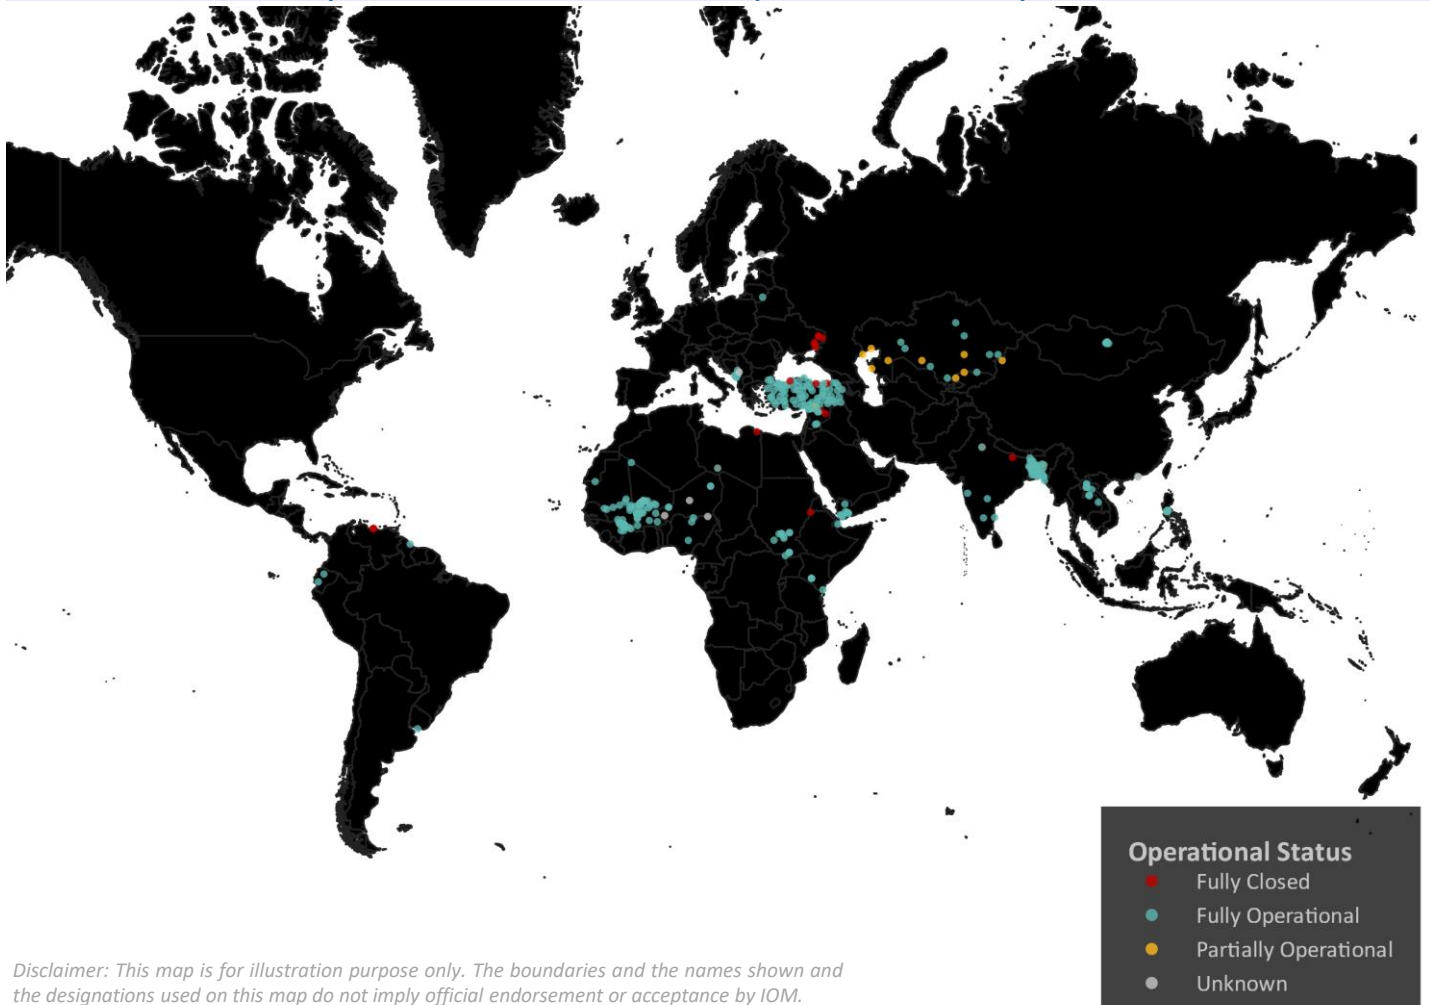 Operational Status
Fully Closed
Fully Operational
Partially Operational
Unknown
Disclaimer: This map is for illustration purpose only. The boundaries and the names shown and
the designations used on this map do not imply official endorsement or acceptance by IOM.